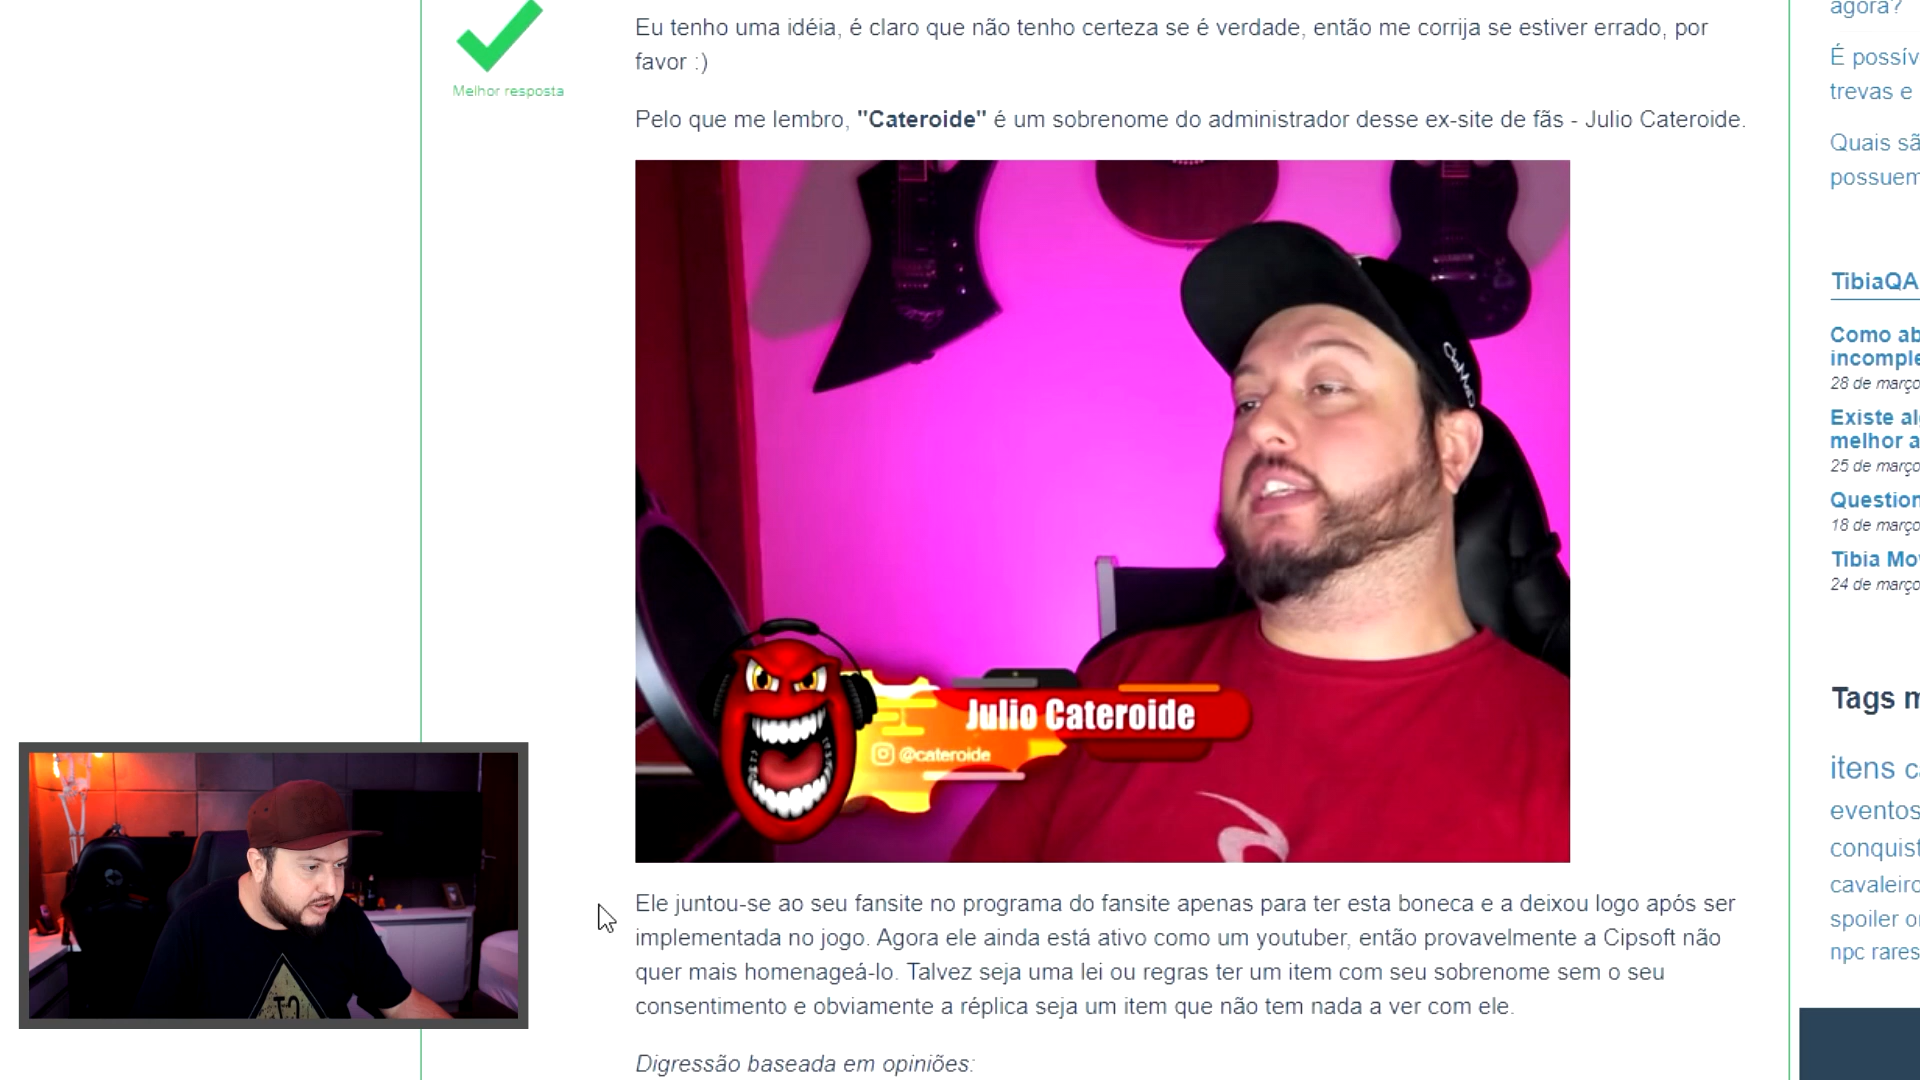 Eu tenho uma idéia, é claro que não tenho certeza se é verdade, então me corrija se estiver errado, por
favor :)
Melhor resposta
Pelo que me lembro, "Cateroide" é um sobrenome do administrador desse ex-site de fãs - Julio Cateroide.
Julio Cateroide
@cateroide
Ele juntou-se ao seu fansite no programa do fansite apenas para ter esta boneca e a deixou logo após ser
implementada no jogo. Agora ele ainda está ativo como um youtuber, então provavelmente a Cipsoft não
quer mais homenageá-lo. Talvez seja uma lei ou regras ter um item com seu sobrenome sem o seu
consentimento e obviamente a réplica seja um item que não tem nada a ver com ele.
Digressão baseada em opiniões:
agora?
É possív
trevas e
Quais sã
possuem
TibiaQA
Como ab
incomple
28 de março
Existe al
melhor a
25 de março
Question
18 de março
Tibia Mo
24 de março
Tags m
itens c
eventos
conquist
cavaleiro
spoiler o
npc rares